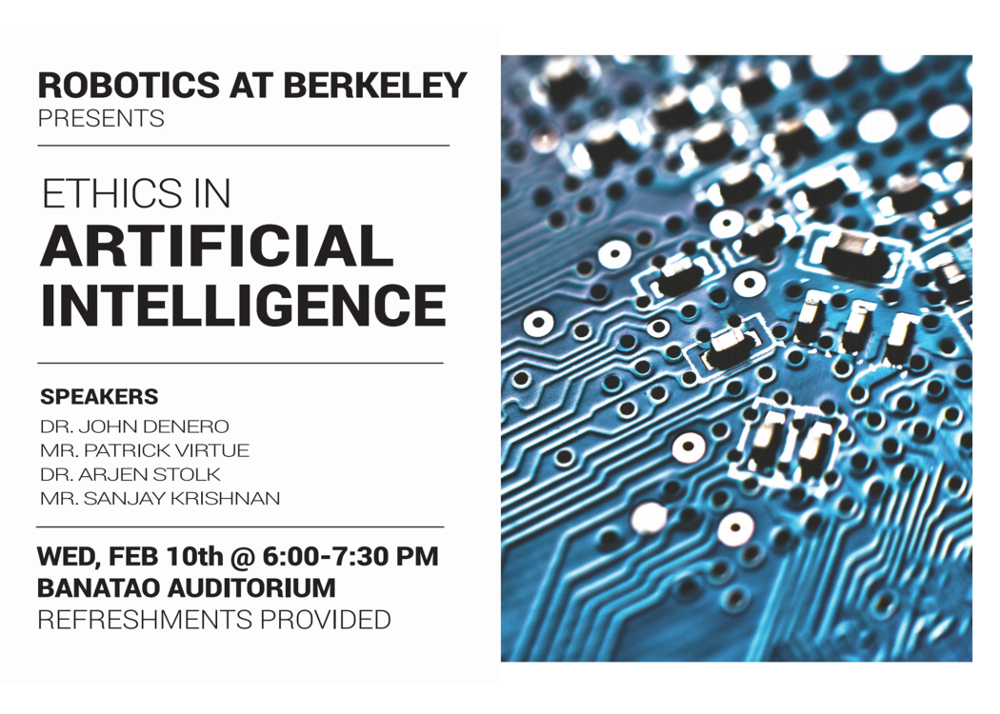 ROBOTICS AT BERKELEY
PRESENTS
ETHICS IN
ARTIFICIAL
INTELLIGENCE
SPEAKERS
DR. JOHN DENERO
MR. PATRICK VIRTUE
DR. ARJEN STOLK
MR. SANJAY KRISHNAN
WED, FEB 10th @ 6:00-7:30 PM
BANATAO AUDITORIUM
REFRESHMENTS PROVIDED